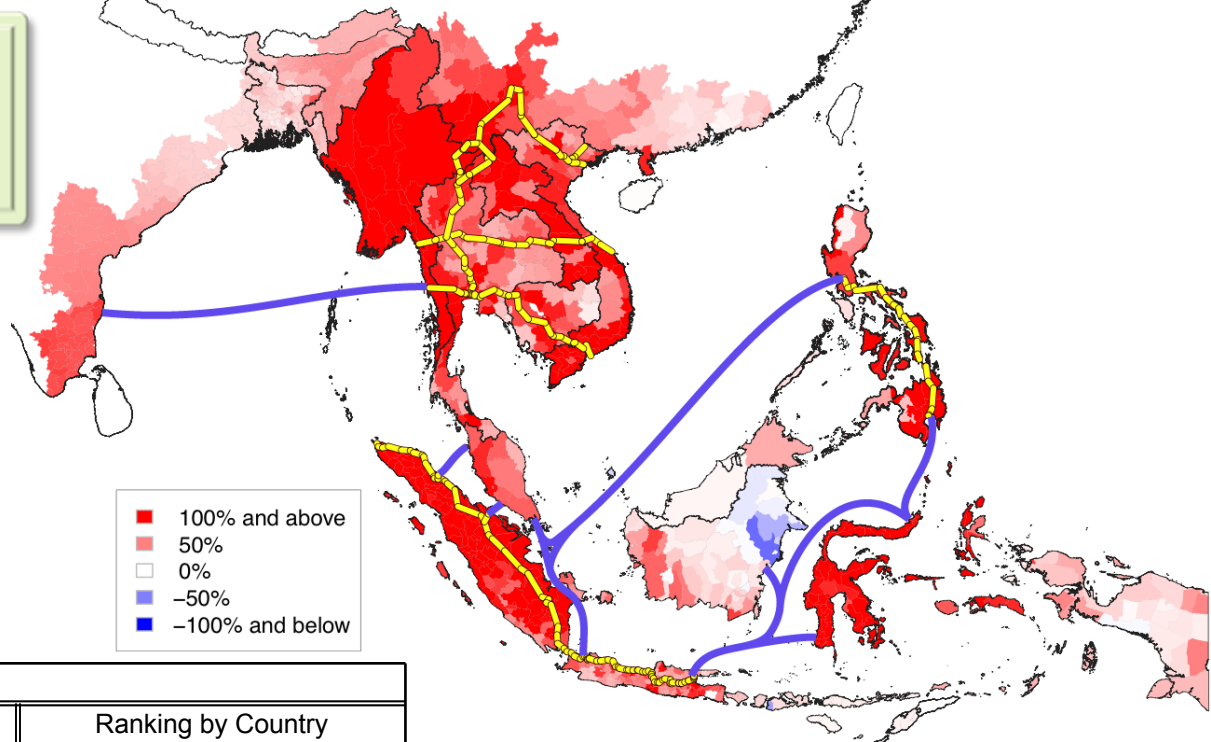 100% and above
50%
0%
−50%
−100% and below
Ranking by Country